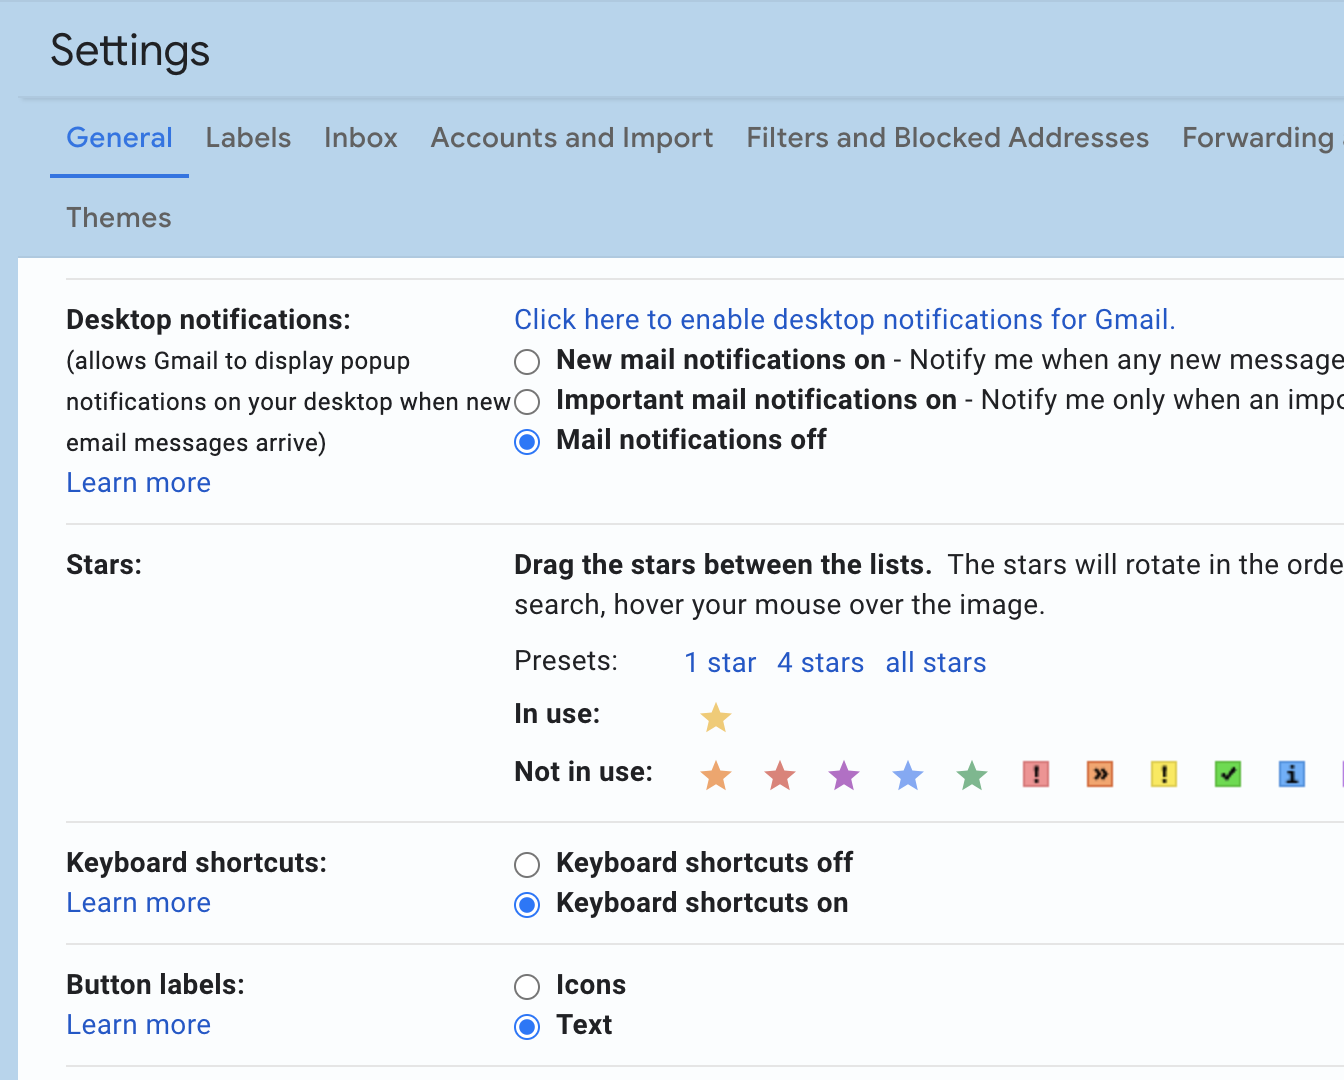 Settings
General Labels Inbox Accounts and Import Filters and Blocked Addresses Forwarding
Themes
Desktop notifications:
(allows Gmail to display popup
notifications on your desktop when new
email messages arrive)
Learn more
Click here to enable desktop notifications for Gmail.
New mail notifications on - Notify me when any new message
Important mail notifications on - Notify me only when an
Mail notifications off
Stars:
Drag the stars between the lists. The stars will rotate in the
search, hover your mouse over the image.
Presets: 1 star 4 stars all stars
In use:
Not in use:
Keyboard shortcuts:
Learn more
Keyboard shortcuts off
Keyboard shortcuts on
Button labels:
Learn more
Icons
Text